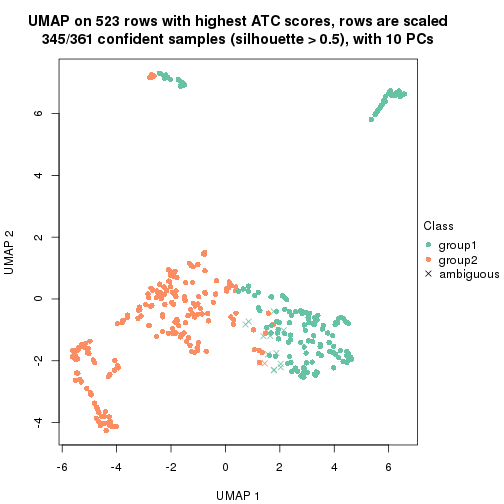 UMAP on 523 rows with highest ATC scores, rows are scaled
345/361 confident samples (silhouette > 0.5), with 10 PCs
UMAP 2
6
4
2
0
-2
-4
-6 -4 -2 0 2 4 6
UMAP 1
Class
group1
group2
ambiguous